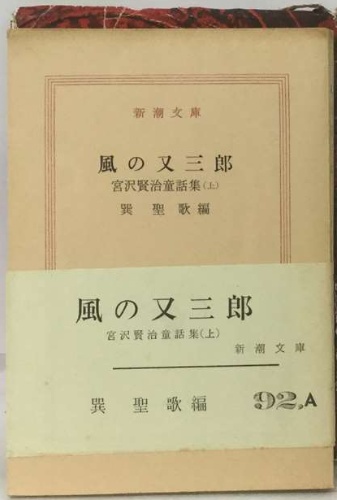 新潮文庫
風の又三郎
宮沢賢治童話集(上)
巽聖歌編
風の又三郎
宮沢賢治童話集(上)
新潮文庫
巽聖歌編 92,A